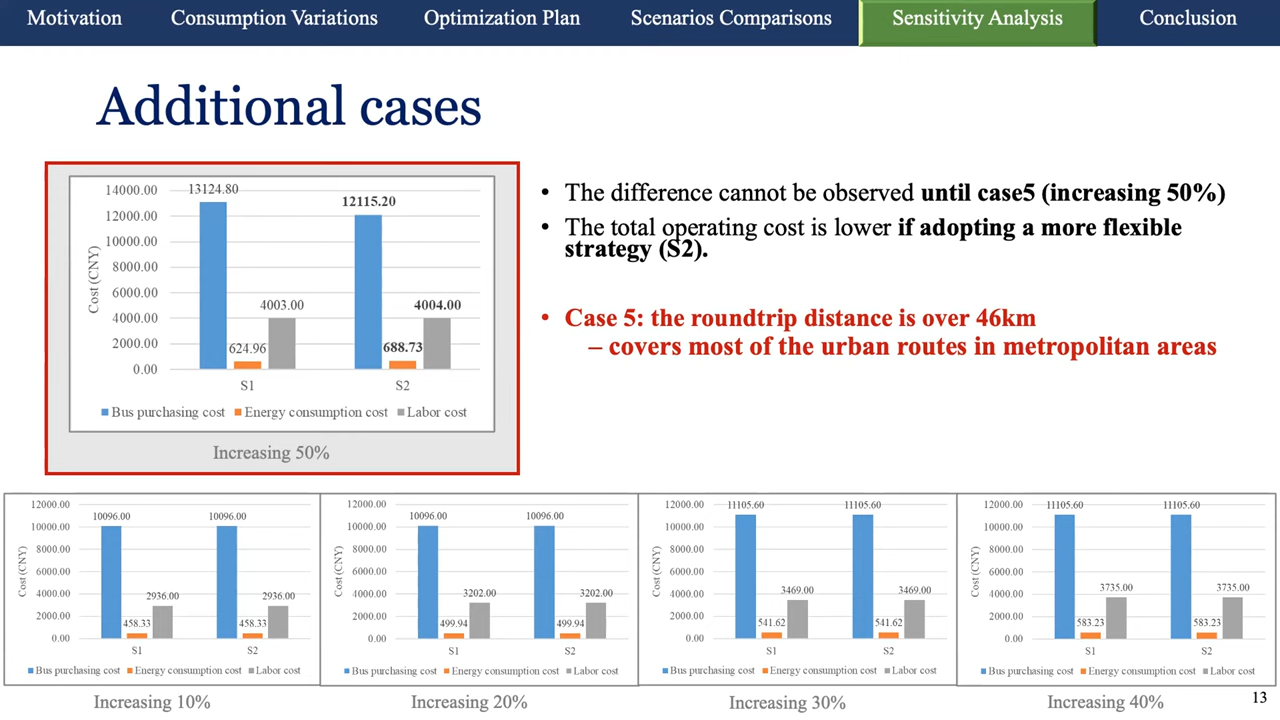 Motivation
Consumption Variations
Optimization Plan
Scenarios Comparisons
Sensitivity Analysis
Conclusion
Additional cases
14000.00
12000.00
10000.00
8000.00
6000.00
4000.00
2000.00
0.00
Cost (CNY)
13124.80
624.96
4003.00
12115.20
688.73
4004.00
S1
S2
Bus purchasing cost
Energy consumption cost
Labor cost
Increasing 50%
• The difference cannot be observed until case5 (increasing 50%)
• The total operating cost is lower if adopting a more flexible
strategy (S2).
• Case 5: the roundtrip distance is over 46km
– covers most of the urban routes in metropolitan areas
12000.00
10000.00
8000.00
6000.00
4000.00
2000.00
0.00
Cost (CNY)
10096.00
458.33
2936.00
10096.00
458.33
2936.00
S1
S2
Bus purchasing cost
Energy consumption cost
Labor cost
Increasing 10%
12000.00
10000.00
8000.00
6000.00
4000.00
2000.00
0.00
Cost (CNY)
10096.00
499.94
3202.00
10096.00
499.94
3202.00
S1
S2
Bus purchasing cost
Energy consumption cost
Labor cost
Increasing 20%
12000.00
10000.00
8000.00
6000.00
4000.00
2000.00
0.00
Cost (CNY)
11105.60
541.62
3469.00
11105.60
541.62
3469.00
S1
S2
Bus purchasing cost
Energy consumption cost
Labor cost
Increasing 30%
12000.00
10000.00
8000.00
6000.00
4000.00
2000.00
0.00
Cost (CNY)
11105.60
583.23
3735.00
11105.60
583.23
3735.00
S1
S2
Bus purchasing cost
Energy consumption cost
Labor cost
Increasing 40%
13